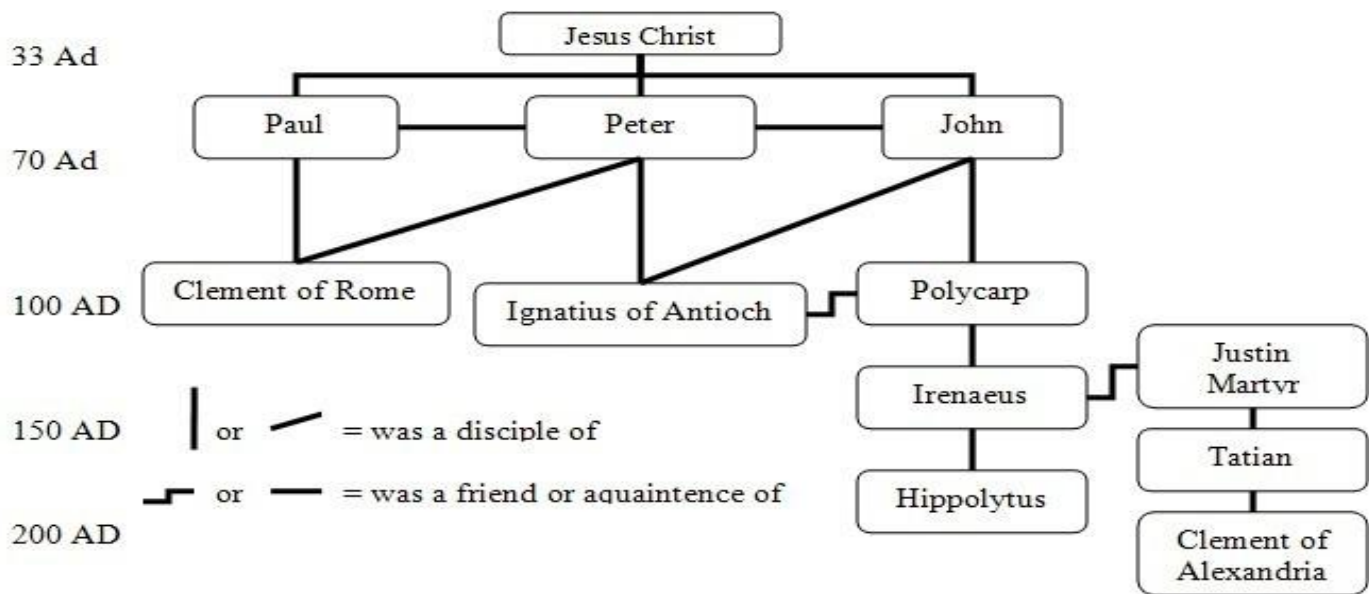 Jesus Christ
33 Ad
Paul
Peter
John
70 Ad
Clement of Rome
Ignatius of Antioch
Polycarp
100 AD
Justin
Martyr
Irenaeus
150 AD
or
= was a disciple of
Tatian
or
= was a friend or aquaintence of
Hippolytus
200 AD
Clement of
Alexandria